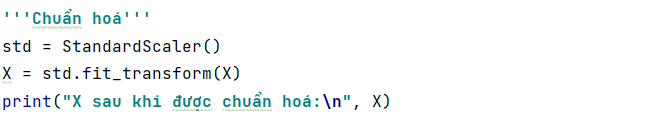 '''Chuẩn hoá'''
std = StandardScaler()
X = std.fit_transform(X)
print("X sau khi được chuẩn hoá:\n", X)